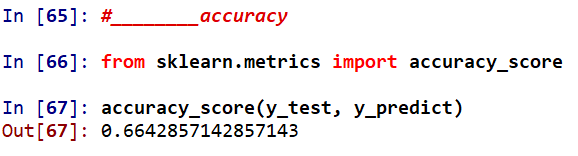 In [65]: #________accuracy
In [66]: from sklearn.metrics import accuracy_score
In [67]: accuracy_score(y_test, y_predict)
Out[67]: 0.6642857142857143